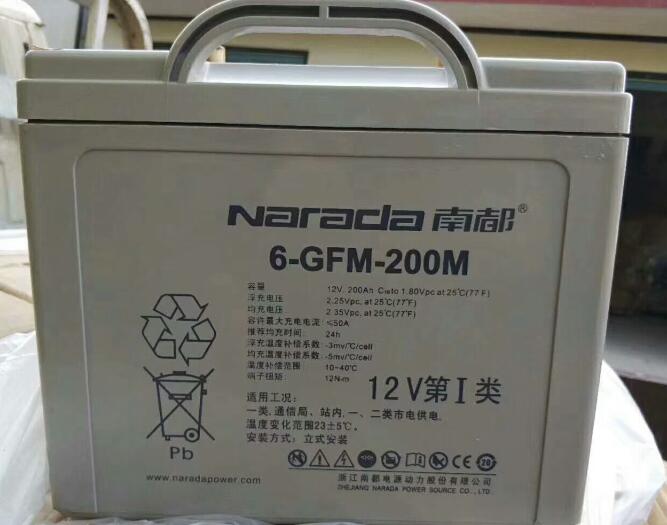 Narada 南都®
6-GFM-200M
容量 12V, 200Ah C₁₀to 1.80Vpc at 25℃(77℉)
浮充电压 2.25Vpc, at 25℃(77℉)
均充电压 2.35Vpc, at 25℃(77℉)
容许最大充电电流: ≤50A
推荐均充时间: 24h
浮充温度补偿系数: -3mv/℃/cell
均充温度补偿系数: -5mv/℃/cell
温度补偿范围 10~40℃
端子扭矩: 12N·m
12V第I类
适用工况:
一类,通信局、站内,一、二类市电供电,
温度变化范围23±5℃.
安装方式: 立式安装
Pb
www.naradapower.com
CE 20
浙江南都电源动力股份有限公司
ZHEJIANG NARADA POWER SOURCE CO., LTD.